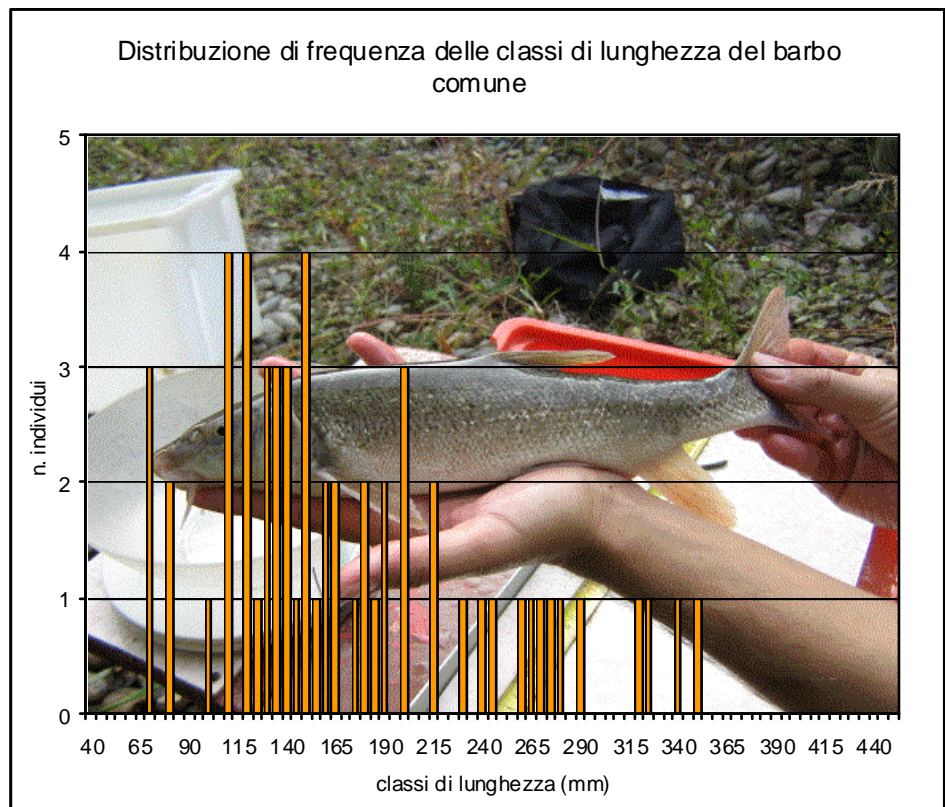 Distribuzione di frequenza delle classi di lunghezza del barbo
comune
5
4
3
2
1
0
n. individui
40 65 90 115 140 165 190 215 240 265 290 315 340 365 390 415 440
classi di lunghezza (mm)